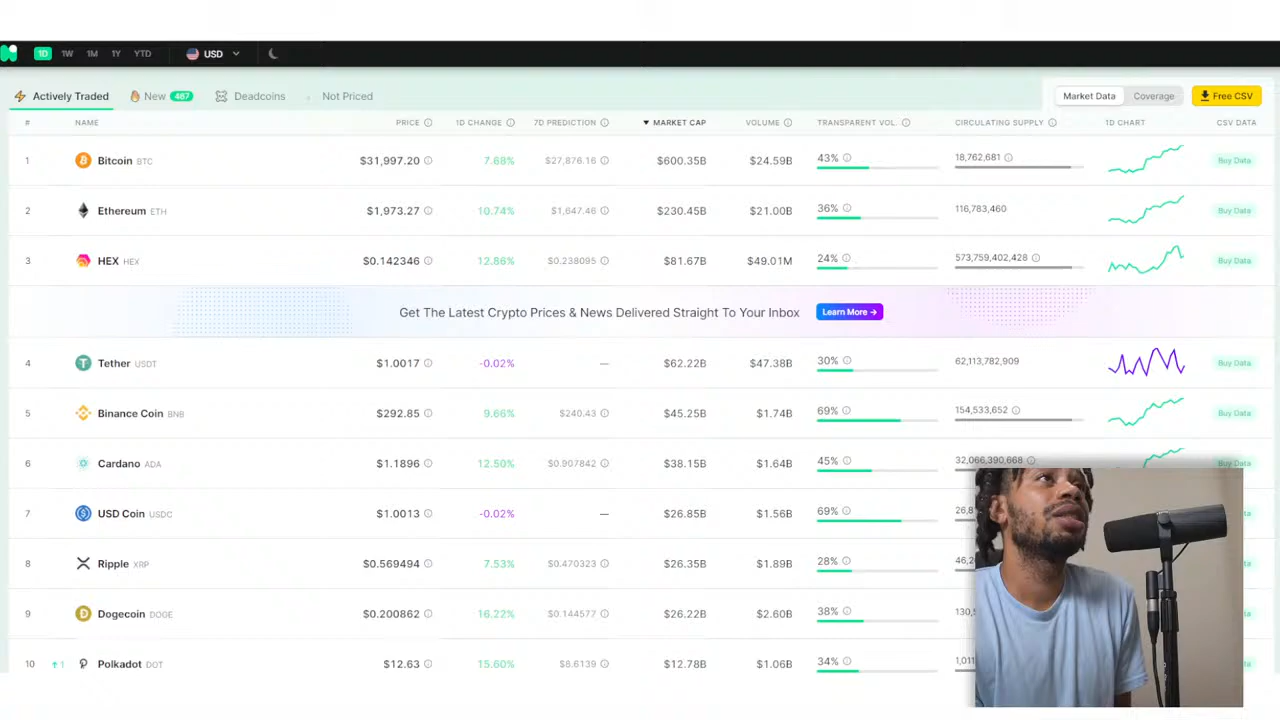 1D 1W 1M 1Y YTD USD
Actively Traded New 467 Deadcoins Not Priced Market Data Coverage Free CSV
# NAME PRICE 1D CHANGE 7D PREDICTION MARKET CAP VOLUME TRANSPARENT VOL. CIRCULATING SUPPLY 1D CHART CSV DATA
1 Bitcoin BTC $31,997.20 7.68% $27,876.16 $600.35B $24.59B 43% 18,762,681 Buy Data
2 Ethereum ETH $1,973.27 10.74% $1,647.46 $230.45B $21.00B 36% 116,783,460 Buy Data
3 HEX HEX $0.142346 12.86% $0.238095 $81.67B $49.01M 24% 573,759,402,428 Buy Data
Get The Latest Crypto Prices & News Delivered Straight To Your Inbox Learn More →
4 Tether USDT $1.0017 -0.02% — $62.22B $47.38B 30% 62,113,782,909 Buy Data
5 Binance Coin BNB $292.85 9.66% $240.43 $45.25B $1.74B 69% 154,533,652 Buy Data
6 Cardano ADA $1.1896 12.50% $0.907842 $38.15B $1.64B 45% 32,066,390,668 Buy Data
7 USD Coin USDC $1.0013 -0.02% — $26.85B $1.56B 69% 26,8
8 Ripple XRP $0.569494 7.53% $0.470323 $26.35B $1.89B 28% 46,2
9 Dogecoin DOGE $0.200862 16.22% $0.144577 $26.22B $2.60B 38% 130,
10 ↑ 1 Polkadot DOT $12.63 15.60% $8.6139 $12.78B $1.06B 34% 1,011